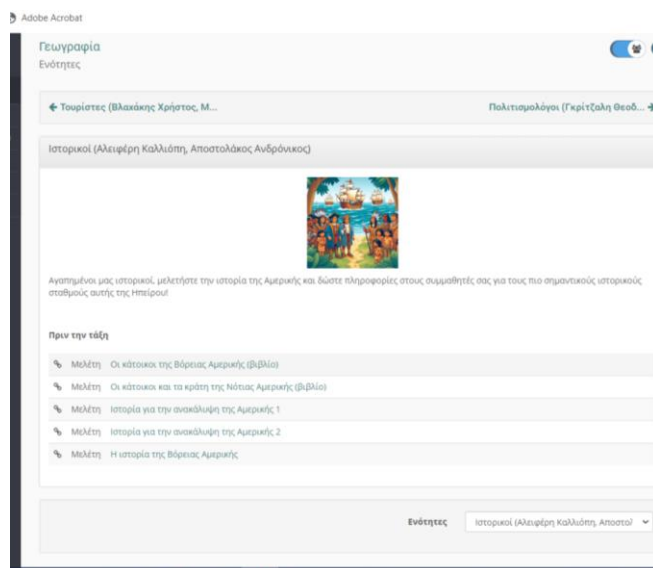 Adobe Acrobat
Γεωγραφία
Ενότητες
← Τουρίστες (Βλαχάκης Χρήστος, Μ...
Πολιτισμολόγοι (Γκρίτζαλη Θεοδ... →
Ιστορικοί (Αλειφέρη Καλλιόπη, Αποστολάκος Ανδρόνικος)
Αγαπημένοι μας ιστορικοί, μελετήστε την ιστορία της Αμερικής και δώστε πληροφορίες στους συμμαθητές σας για τους πιο σημαντικούς ιστορικούς
σταθμούς αυτής της Ηπείρου!
Πριν την τάξη
Μελέτη Οι κάτοικοι της Βόρειας Αμερικής (βιβλίο)
Μελέτη Οι κάτοικοι και τα κράτη της Νότιας Αμερικής (βιβλίο)
Μελέτη Ιστορία για την ανακάλυψη της Αμερικής 1
Μελέτη Ιστορία για την ανακάλυψη της Αμερικής 2
Μελέτη Η ιστορία της Βόρειας Αμερικής
Ενότητες Ιστορικοί (Αλειφέρη Καλλιόπη, Αποστολ